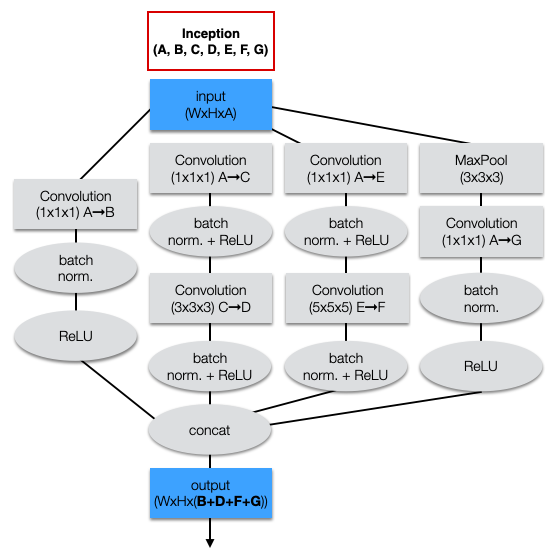 Inception
(A, B, C, D, E, F, G)
input
(WxHxA)
Convolution
(1x1x1) A→B
batch
norm.
ReLU
Convolution
(1x1x1) A→C
batch
norm. + ReLU
Convolution
(3x3x3) C→D
batch
norm. + ReLU
Convolution
(1x1x1) A→E
batch
norm. + ReLU
Convolution
(5x5x5) E→F
batch
norm. + ReLU
MaxPool
(3x3x3)
Convolution
(1x1x1) A→G
batch
norm.
ReLU
concat
output
(WxHx(B+D+F+G))